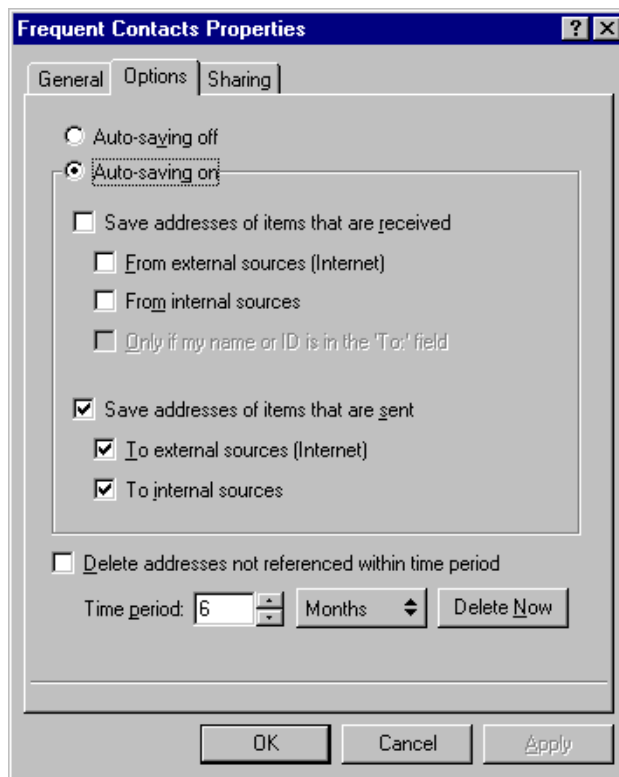 Frequent Contacts Properties
General Options Sharing
Auto-saving off
Auto-saving on
Save addresses of items that are received
From external sources (Internet)
From internal sources
Only if my name or ID is in the 'To:' field
Save addresses of items that are sent
To external sources (Internet)
To internal sources
Delete addresses not referenced within time period
Time period: 6 Months Delete Now
OK Cancel Apply